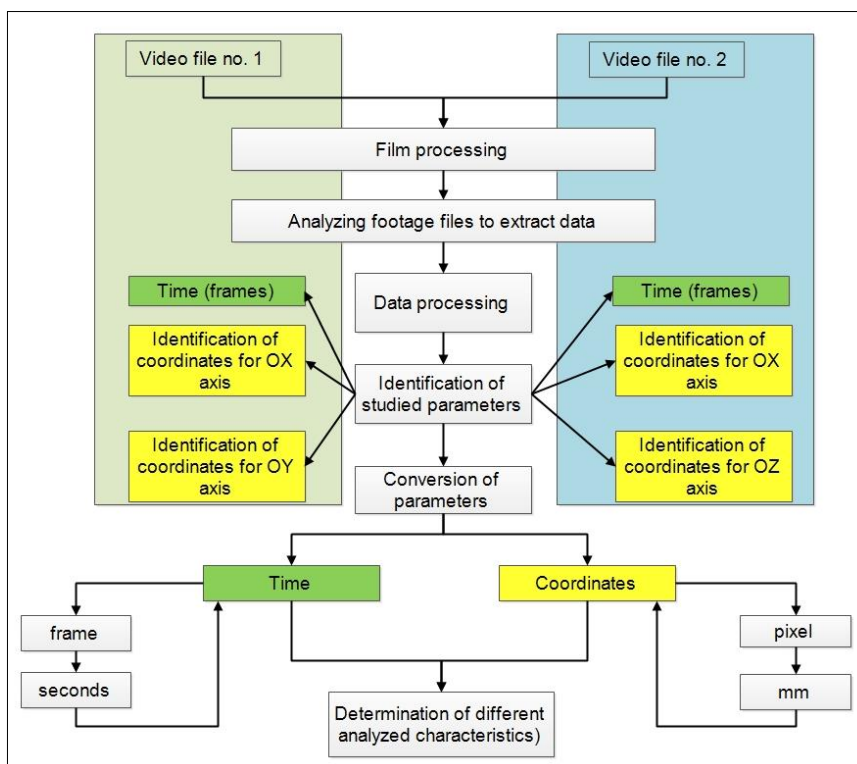 Video file no. 1
Video file no. 2
Film processing
Analyzing footage files to extract data
Time (frames)
Data processing
Time (frames)
Identification of
coordinates for OX
axis
Identification of
studied parameters
Identification of
coordinates for OX
axis
Identification of
coordinates for OY
axis
Identification of
coordinates for OZ
axis
Conversion of
parameters
Time
Coordinates
frame
pixel
seconds
mm
Determination of different
analyzed characteristics)